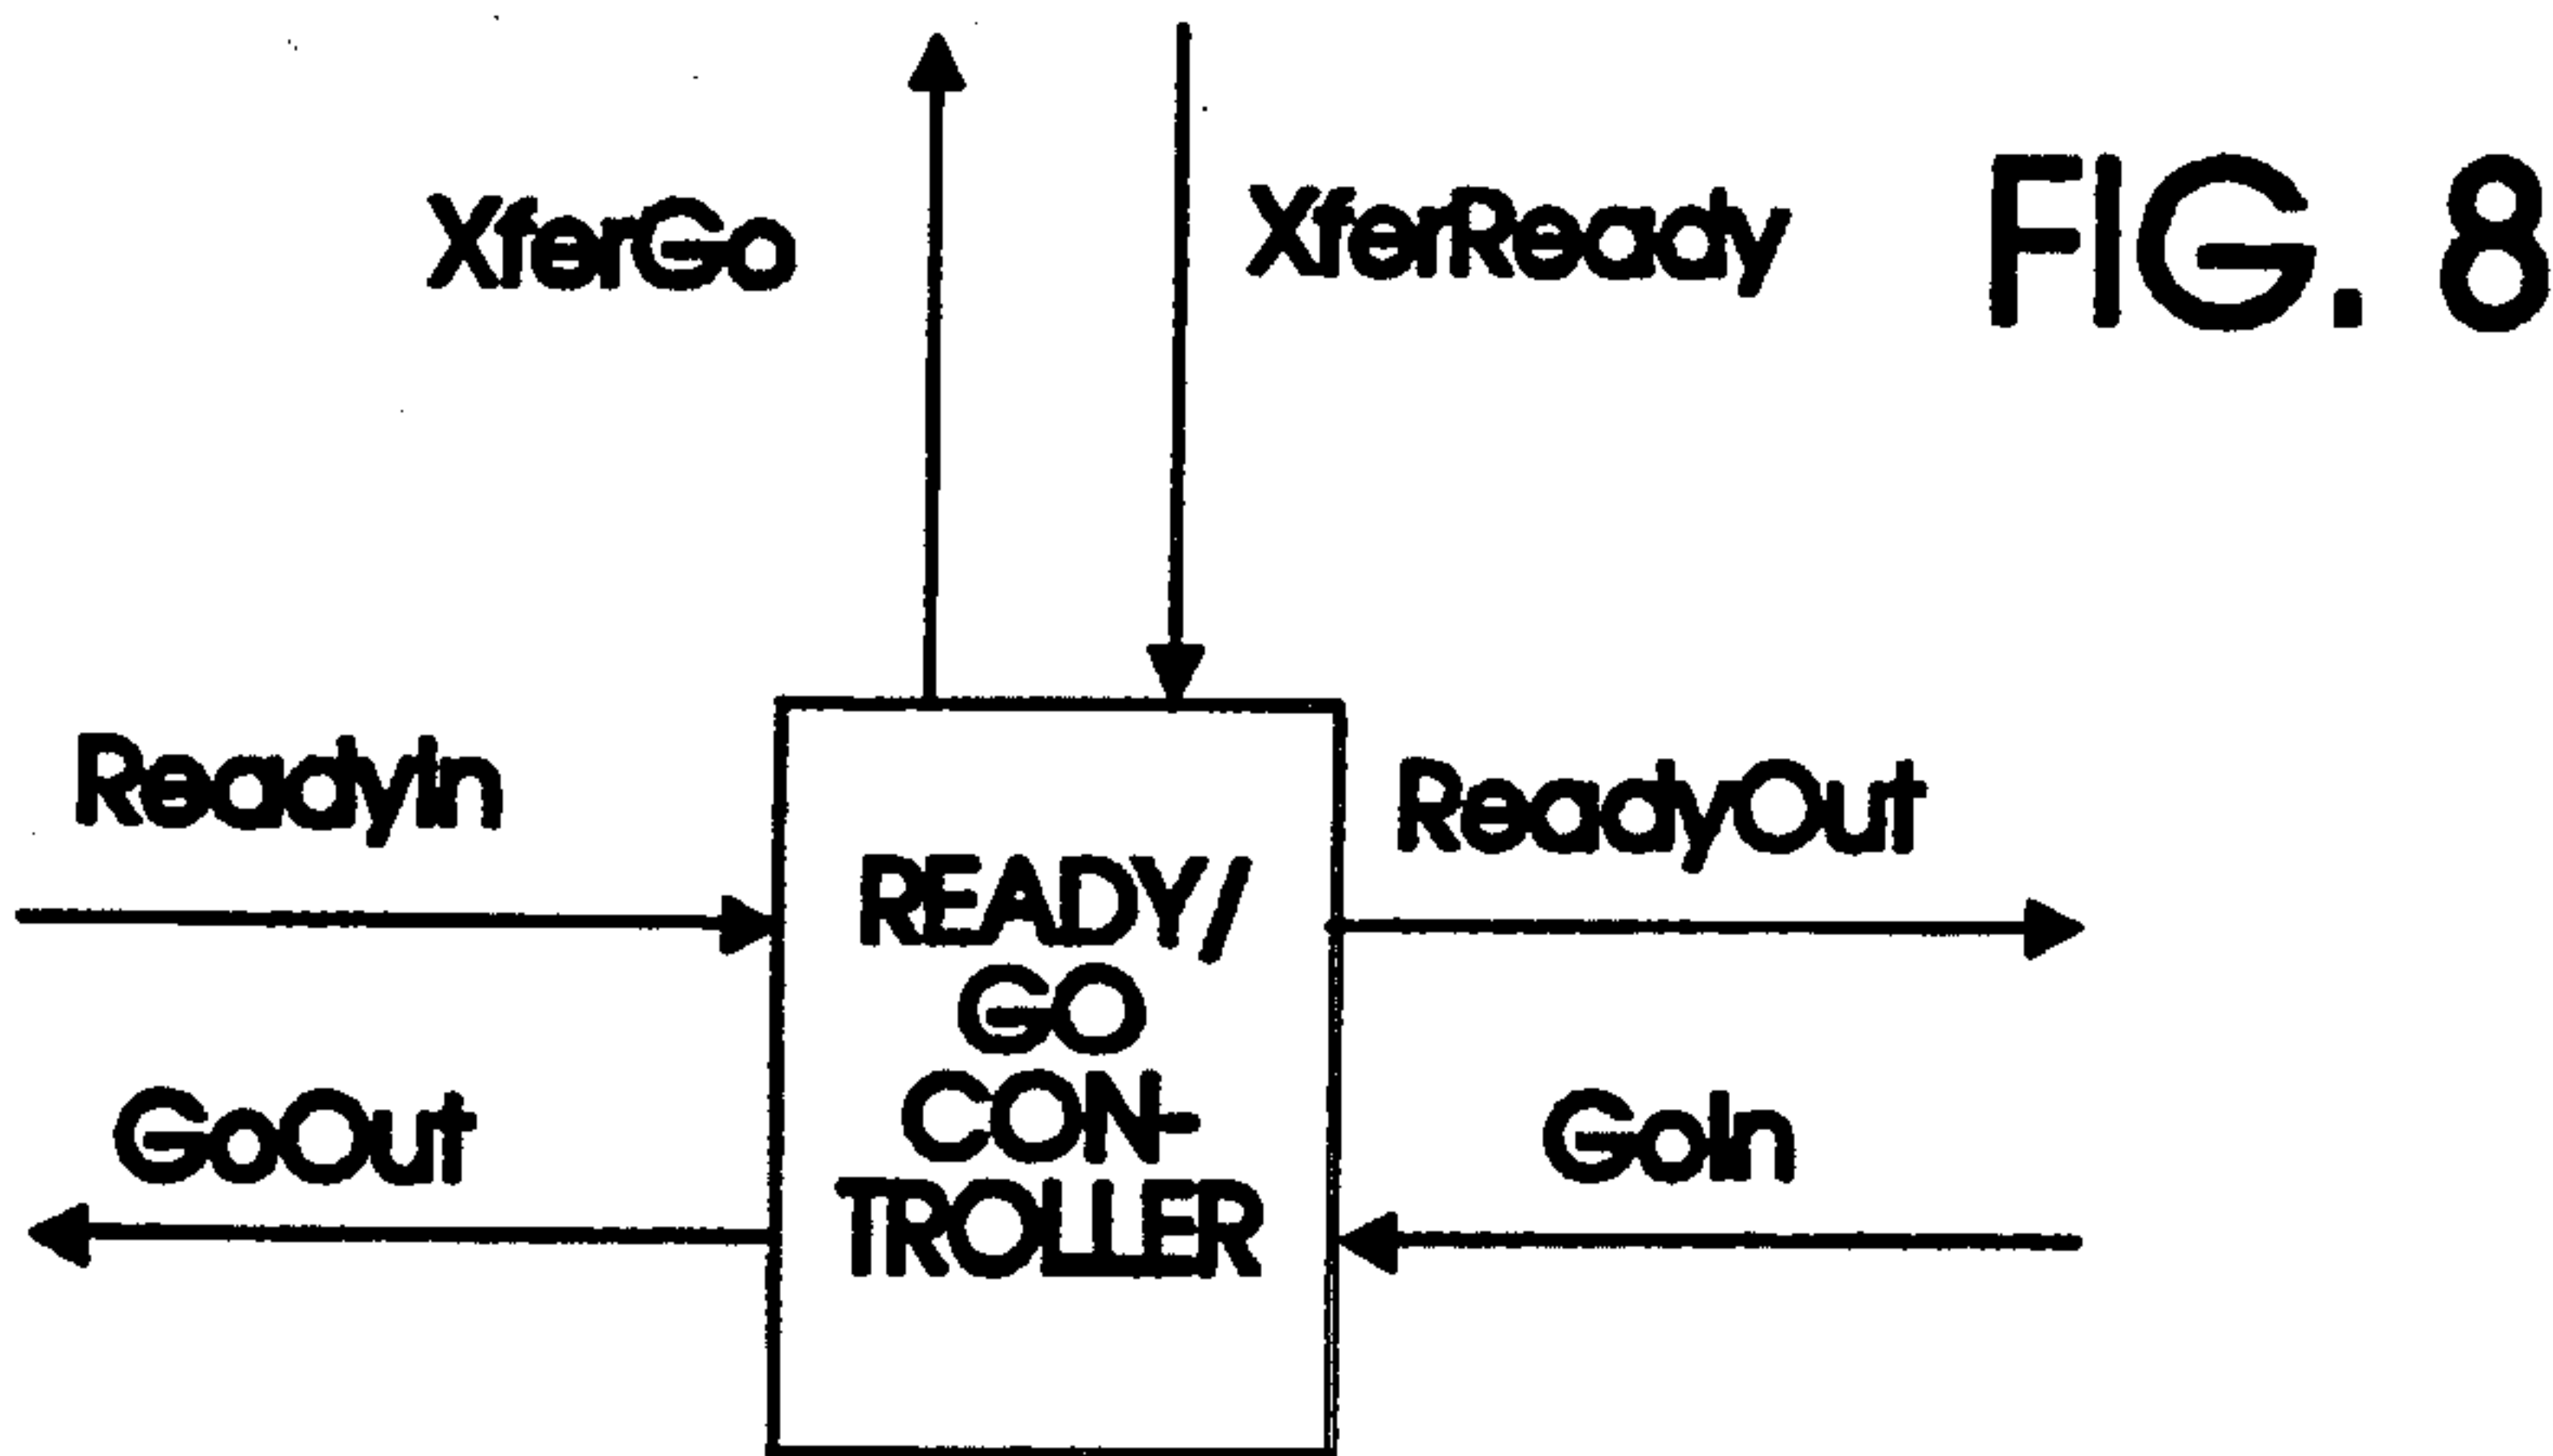 XferGo
XferReady
FIG. 8
ReadyIn
ReadyOut
READY/
GO
CON-
TROLLER
GoOut
GoIn